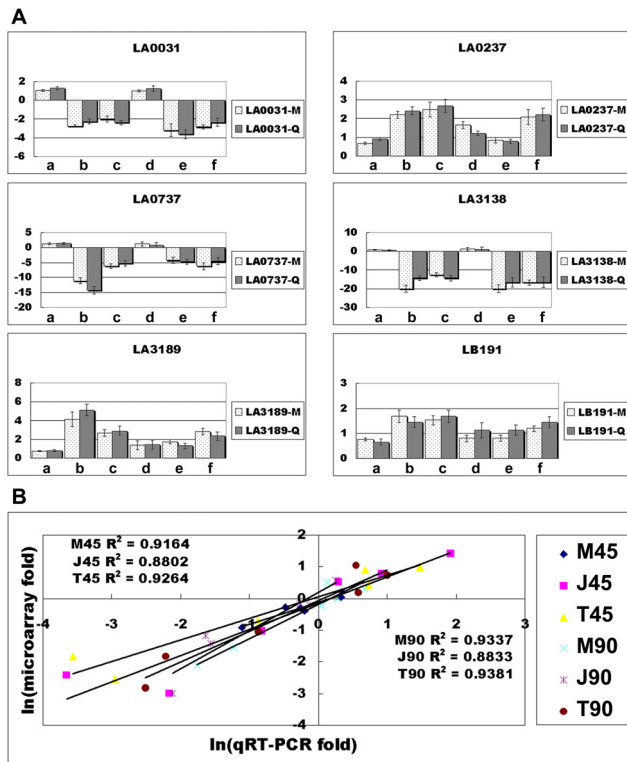 A
LA0031
2
0
-2
-4
-6
a b c d e f
LA0031-M
LA0031-Q
LA0237
4
3
2
1
0
a b c d e f
LA0237-M
LA0237-Q
LA0737
5
0
-5
-10
-15
-20
a b c d e f
LA0737-M
LA0737-Q
LA3138
10
0
-10
-20
-30
a b c d e f
LA3138-M
LA3138-Q
LA3189
8
6
4
2
0
a b c d e f
LA3189-M
LA3189-Q
LB191
3
2
1
0
a b c d e f
LB191-M
LB191-Q
B
M45 R² = 0.9164
J45 R² = 0.8802
T45 R² = 0.9264
M90 R² = 0.9337
J90 R² = 0.8833
T90 R² = 0.9381
ln(microarray fold)
2
1
0
-1
-2
-3
-4
-4 -3 -2 -1 0 1 2 3
ln(qRT-PCR fold)
M45
J45
T45
M90
J90
T90